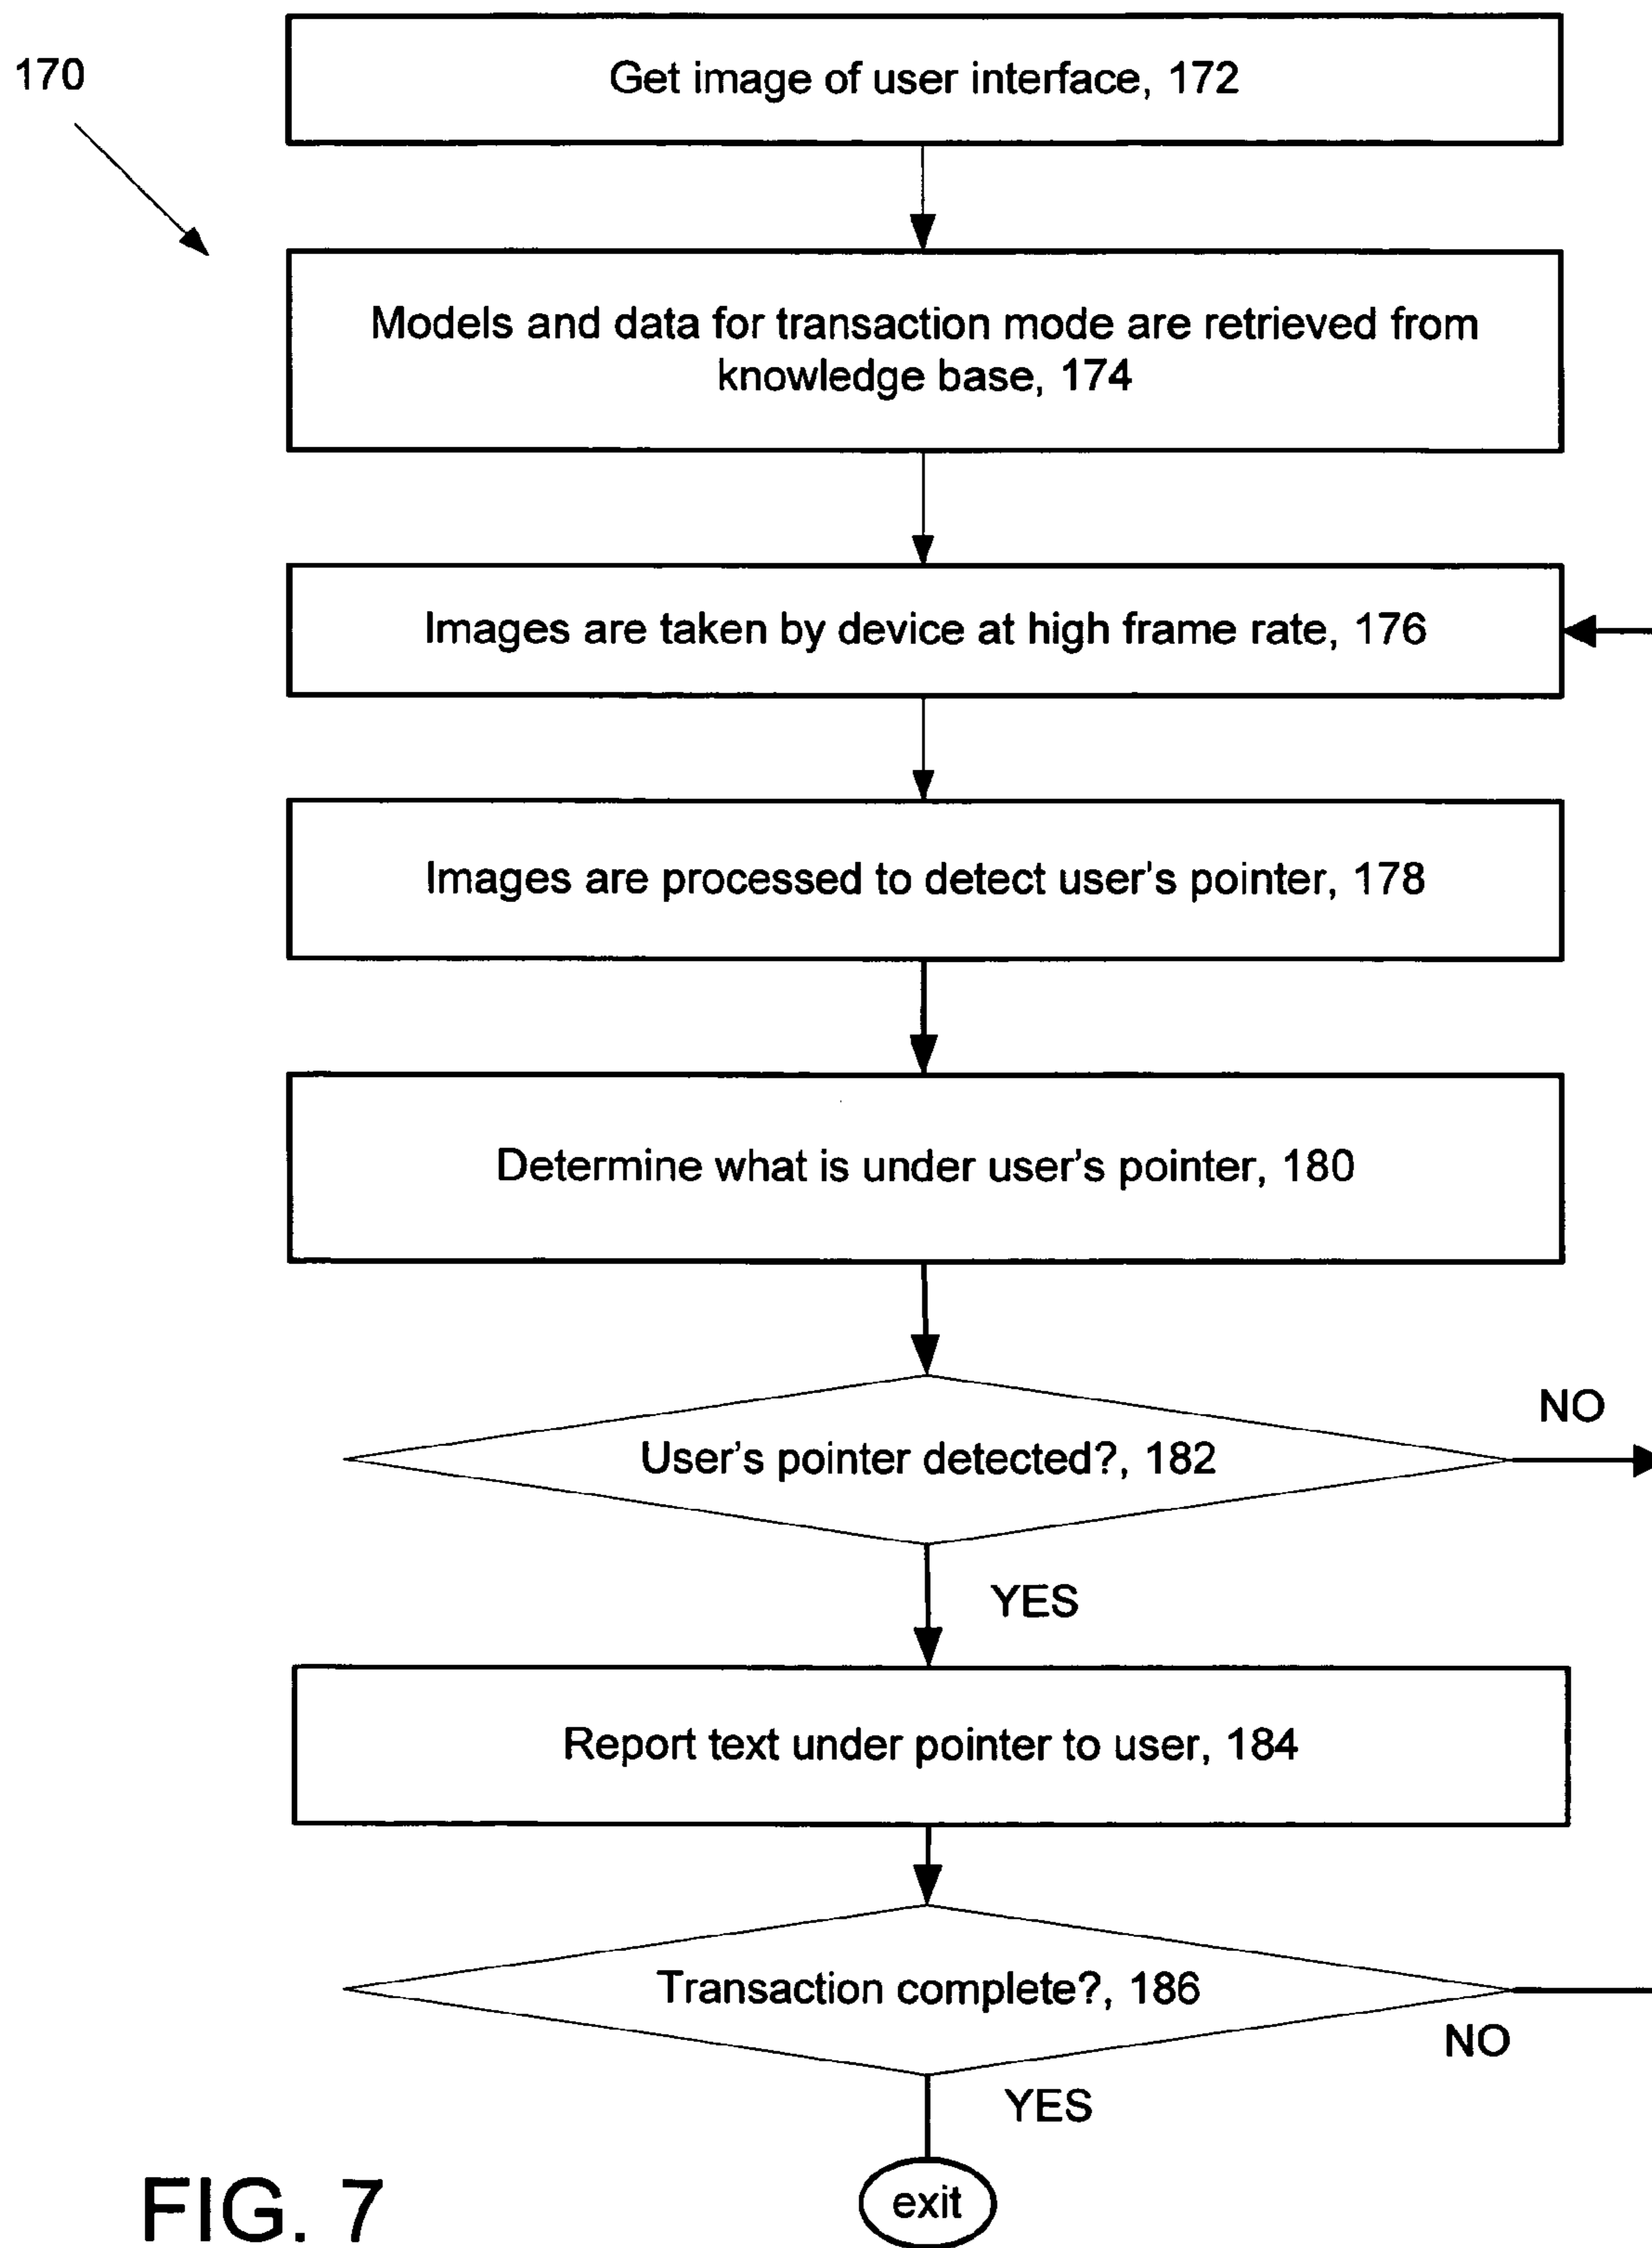 170
Get image of user interface, 172
Models and data for transaction mode are retrieved from
knowledge base, 174
Images are taken by device at high frame rate, 176
Images are processed to detect user's pointer, 178
Determine what is under user's pointer, 180
User's pointer detected?, 182
NO
YES
Report text under pointer to user, 184
Transaction complete?, 186
NO
YES
exit
FIG. 7